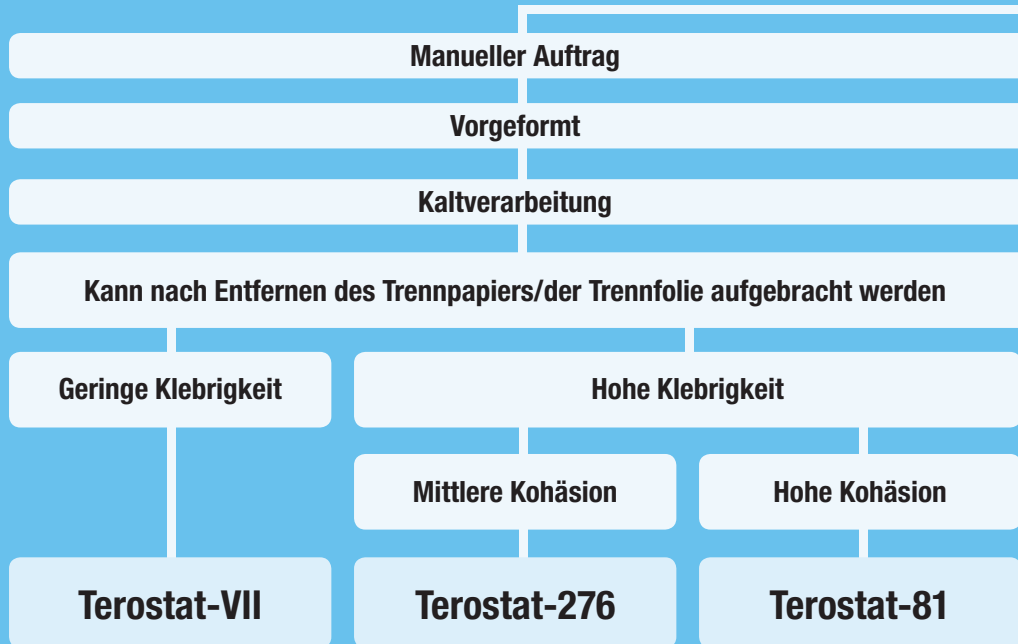 Manueller Auftrag
Vorgeformt
Kaltverarbeitung
Kann nach Entfernen des Trennpapiers/der Trennfolie aufgebracht werden
Geringe Klebrigkeit
Hohe Klebrigkeit
Mittlere Kohäsion
Hohe Kohäsion
Terostat-VII
Terostat-276
Terostat-81